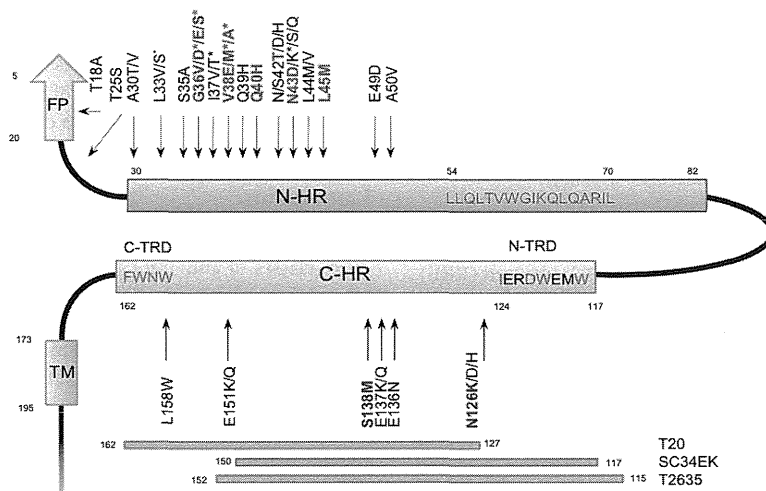 5
FP
20
T18A
T25S
A30T/V
L33V/S*
S35A
G36V/D*/E/S*
I37V/T*
V38E/M*/A*
Q39H
Q40H
N/S42T/D/H
N43D/K*/S/Q
L44M/V
L45M
E49D
A50V
30
54
70
82
N-HR
LLQLTVWGIKQLQARIL
C-TRD
N-TRD
FWNW
C-HR
IERDWEMW
162
124
117
173
TM
195
L158W
E151K/Q
S138M
E137K/Q
E136N
N126K/D/H
162
127
T20
150
117
SC34EK
152
115
T2635